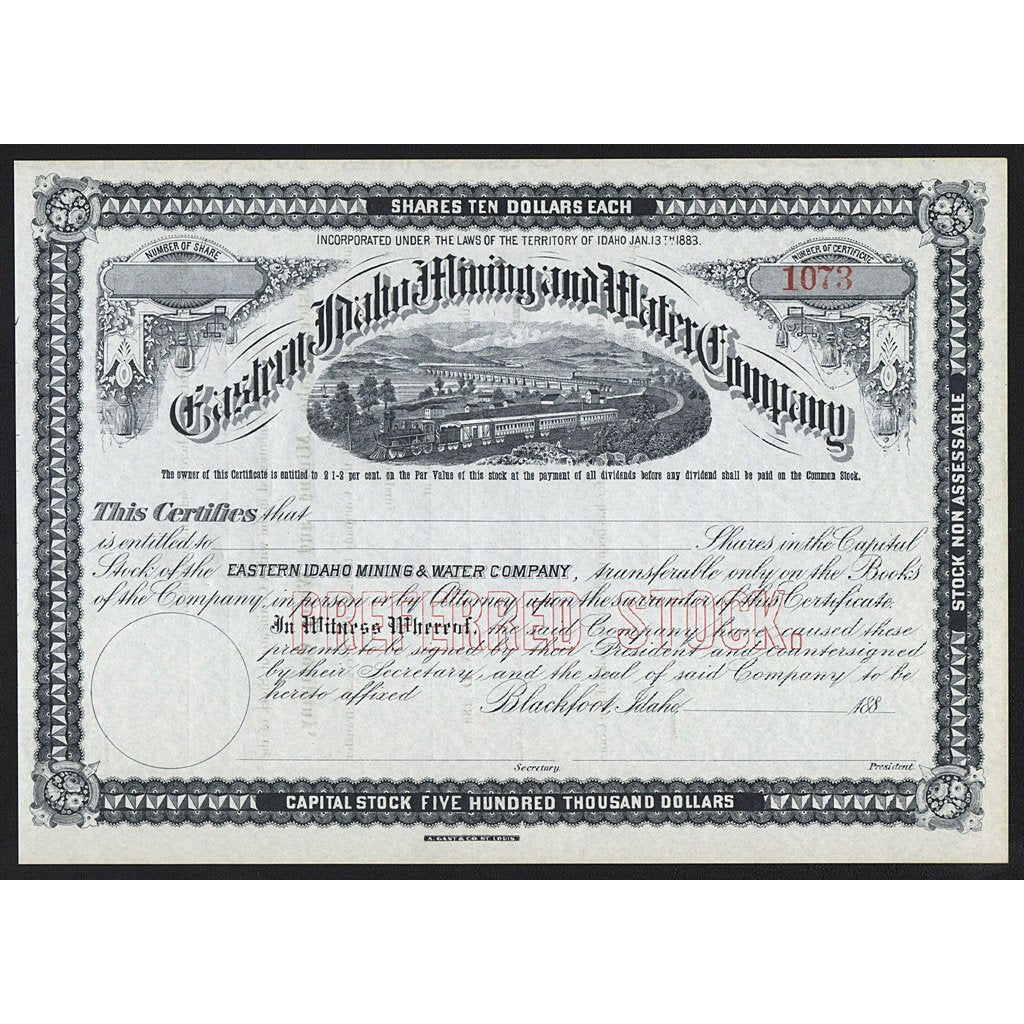 SHARES TEN DOLLARS EACH
INCORPORATED UNDER THE LAWS OF THE TERRITORY OF IDAHO JAN. 13TH 1883.
NUMBER OF SHARE
NUMBER OF CERTIFICATE
1073
Eastern Idaho Mining and Water Company
The owner of this Certificate is entitled to 2 1-2 per cent. on the Par Value of this stock at the payment of all dividends before any dividend shall be paid on the Common Stock.
This Certifies that
is entitled to Shares in the Capital
Stock of the EASTERN IDAHO MINING & WATER COMPANY, transferable only on the Books
of the Company, in person or by Attorney upon the surrender of this Certificate.
PREFERRED STOCK.
In Witness Whereof, the said Company have caused these
presents to be signed by their President and countersigned
by their Secretary, and the seal of said Company to be
hereto affixed Blackfoot, Idaho 188
Secretary. President.
STOCK NON ASSESSABLE
CAPITAL STOCK FIVE HUNDRED THOUSAND DOLLARS
A. GAST & CO. ST. LOUIS.